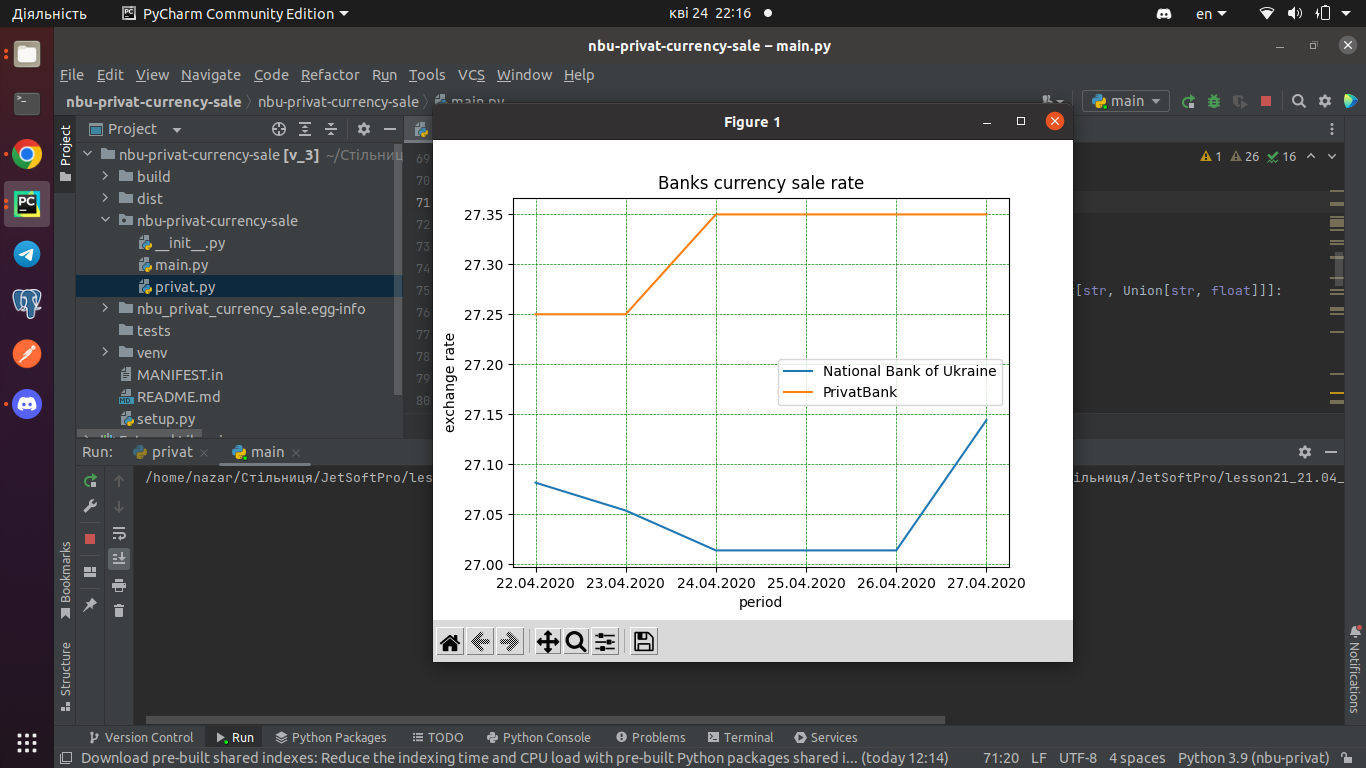 Діяльність
PyCharm Community Edition
кві 24 22:16
en
nbu-privat-currency-sale – main.py
File Edit View Navigate Code Refactor Run Tools VCS Window Help
nbu-privat-currency-sale nbu-privat-currency-sale main.py
main
Project
Project
nbu-privat-currency-sale [v_3] ~/Стільниц
build
dist
nbu-privat-currency-sale
__init__.py
main.py
privat.py
nbu_privat_currency_sale.egg-info
tests
venv
MANIFEST.in
README.md
setup.py
69
70
71
72
73
74
75
76
77
78
79
80
1 26 16
[str, Union[str, float]]]:
Figure 1
Banks currency sale rate
27.35
27.30
27.25
27.20
27.15
27.10
27.05
27.00
exchange rate
National Bank of Ukraine
PrivatBank
22.04.2020 23.04.2020 24.04.2020 25.04.2020 26.04.2020 27.04.2020
period
Run: privat main
/home/nazar/Стільниця/JetSoftPro/les
ільниця/JetSoftPro/lesson21_21.04_
Bookmarks
Structure
Notifications
Version Control Run Python Packages TODO Python Console Problems Terminal Services
Download pre-built shared indexes: Reduce the indexing time and CPU load with pre-built Python packages shared i... (today 12:14)
71:20 LF UTF-8 4 spaces Python 3.9 (nbu-privat)